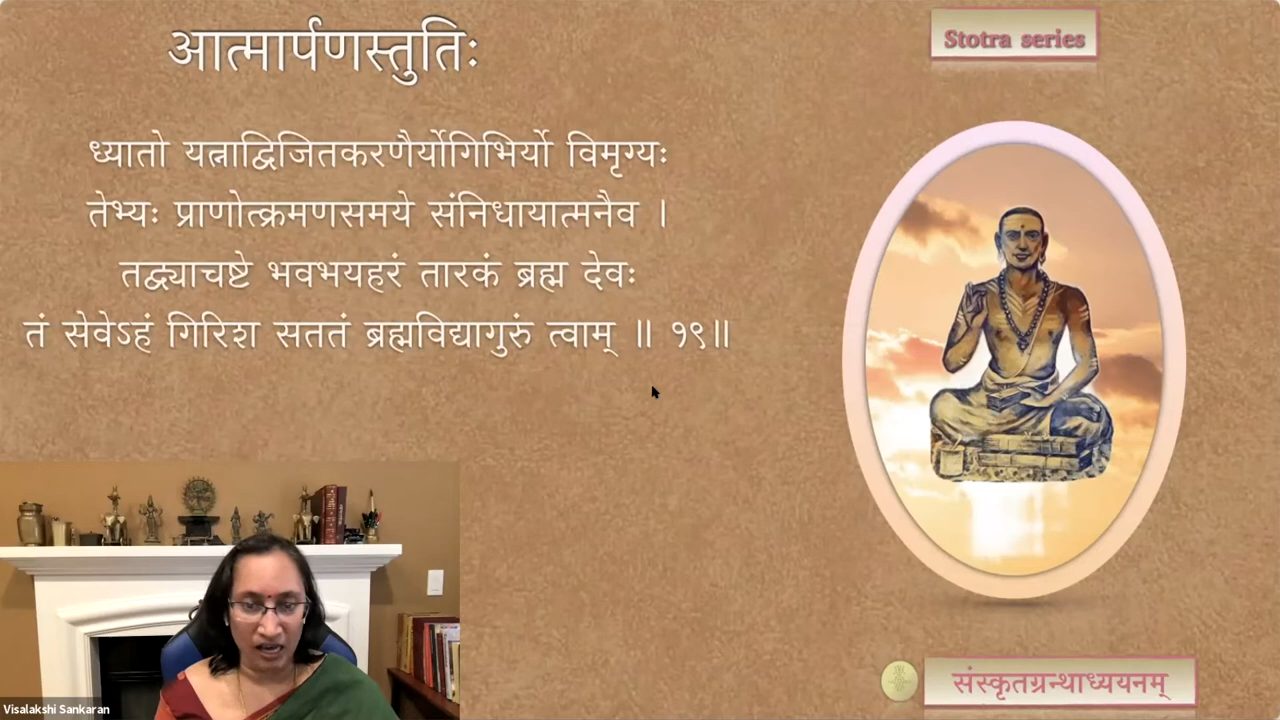 आत्मार्पणस्तुतिः
Stotra series
ध्यातो यत्नाद्विजितकरणैर्योगिभिर्यो विमृग्यः
तेभ्यः प्राणोत्क्रमणसमये संनिधायात्मनैव ।
तद्व्याचष्टे भवभयहरं तारकं ब्रह्म देवः
तं सेवेऽहं गिरिश सततं ब्रह्मविद्यागुरुं त्वाम् ॥ १९॥
Visalakshi Sankaran
संस्कृतग्रन्थाध्ययनम्